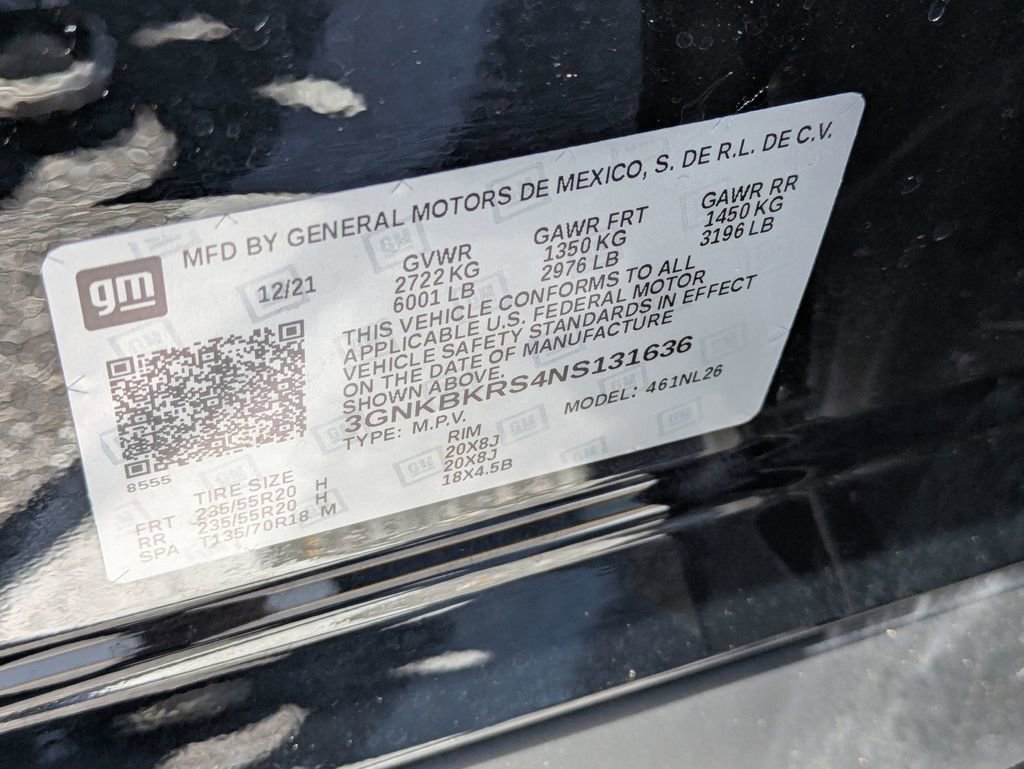 MFD BY GENERAL MOTORS DE MEXICO, S. DE R.L. DE C.V.
gm
12/21
GVWR
2722 KG
6001 LB
GAWR FRT
1350 KG
2976 LB
GAWR RR
1450 KG
3196 LB
THIS VEHICLE CONFORMS TO ALL
APPLICABLE U.S. FEDERAL MOTOR
VEHICLE SAFETY STANDARDS IN EFFECT
ON THE DATE OF MANUFACTURE
SHOWN ABOVE.
3GNKBKRS4NS131636
TYPE: M.P.V.
MODEL: 461NL26
8555
TIRE SIZE
RIM
FRT 235/55R20 H 20X8J
RR 235/55R20 H 20X8J
SPA T135/70R18 M 18X4.5B